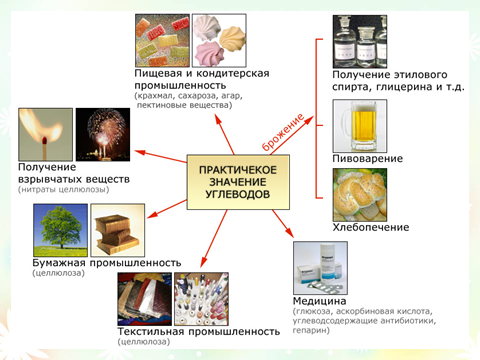 Пищевая и кондитерская
промышленность
(крахмал, сахароза, агар,
пектиновые вещества)
брожение
Получение этилового
спирта, глицерина и т.д.
Пивоварение
Хлебопечение
Получение
взрывчатых веществ
(нитраты целлюлозы)
ПРАКТИЧЕКОЕ
ЗНАЧЕНИЕ
УГЛЕВОДОВ
Бумажная промышленность
(целлюлоза)
Текстильная промышленность
(целлюлоза)
Медицина
(глюкоза, аскорбиновая кислота,
углеводсодержащие антибиотики,
гепарин)